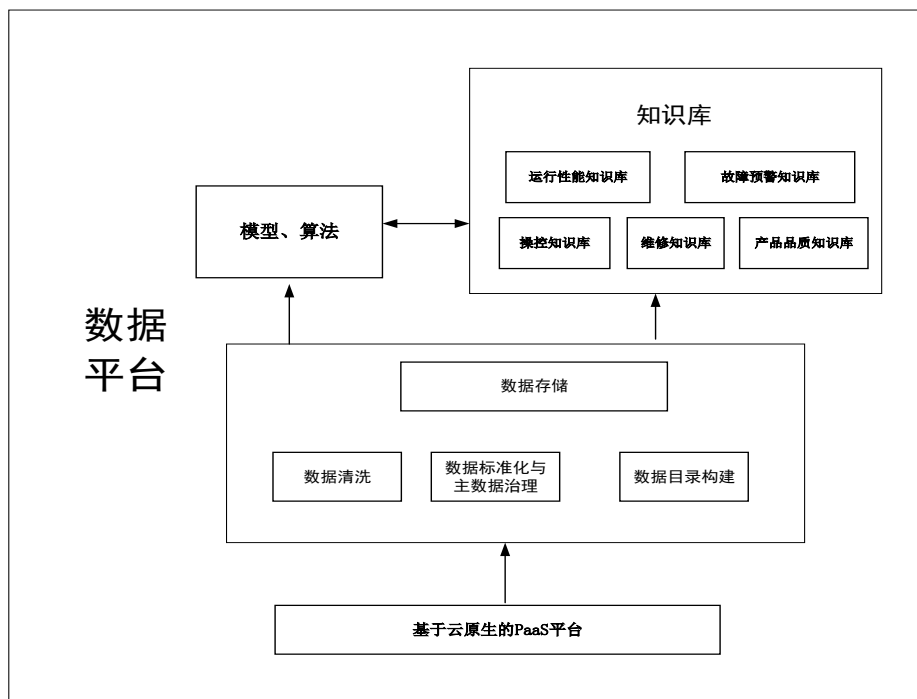 知识库
运行性能知识库
故障预警知识库
模型、算法
操控知识库
维修知识库
产品品质知识库
数据
平台
数据存储
数据清洗
数据标准化与
主数据治理
数据目录构建
基于云原生的PaaS平台